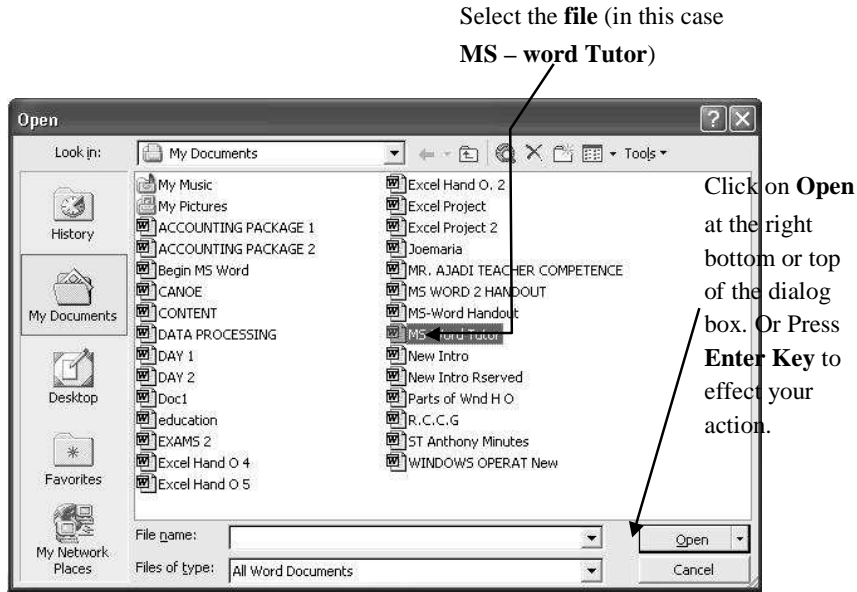 Select the file (in this case
MS – word Tutor)
Open
Look in:
My Documents
Tools
History
My Documents
Desktop
Favorites
My Network
Places
My Music
My Pictures
ACCOUNTING PACKAGE 1
ACCOUNTING PACKAGE 2
Begin MS Word
CANOE
CONTENT
DATA PROCESSING
DAY 1
DAY 2
Doc1
education
EXAMS 2
Excel Hand O 4
Excel Hand O 5
Excel Hand O. 2
Excel Project
Excel Project 2
Joemaria
MR. AJADI TEACHER COMPETENCE
MS WORD 2 HANDOUT
MS-Word Handout
MS-Word Tutor
New Intro
New Intro Rserved
Parts of Wnd H O
R.C.C.G
ST Anthony Minutes
WINDOWS OPERAT New
File name:
Open
Files of type:
All Word Documents
Cancel
Click on Open
at the right
bottom or top
of the dialog
box. Or Press
Enter Key to
effect your
action.